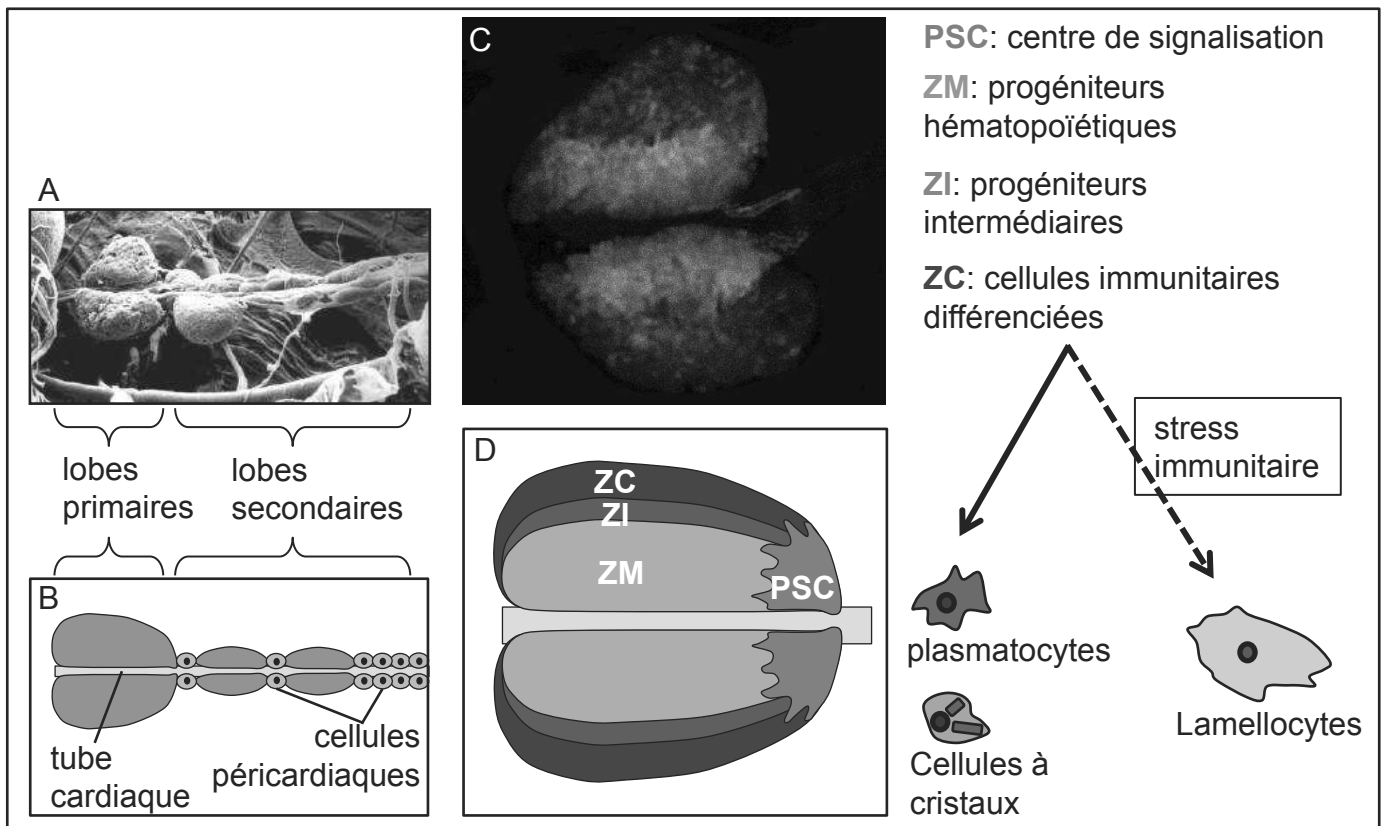 A
lobes
primaires
lobes
secondaires
B
tube
cardiaque
cellules
péricardiaques
C
D
ZC
ZI
ZM
PSC
PSC: centre de signalisation
ZM: progéniteurs
hématopoïétiques
ZI: progéniteurs
intermédiaires
ZC: cellules immunitaires
différenciées
stress
immunitaire
plasmatocytes
Cellules à
cristaux
Lamellocytes